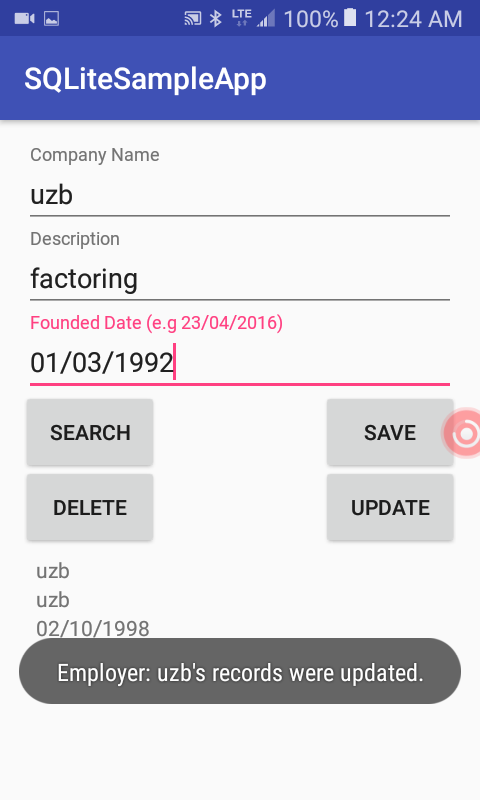 LTE 100% 12:24 AM
SQLiteSampleApp
Company Name
uzb
Description
factoring
Founded Date (e.g 23/04/2016)
01/03/1992
SEARCH SAVE
DELETE UPDATE
uzb
uzb
02/10/1998
Employer: uzb's records were updated.